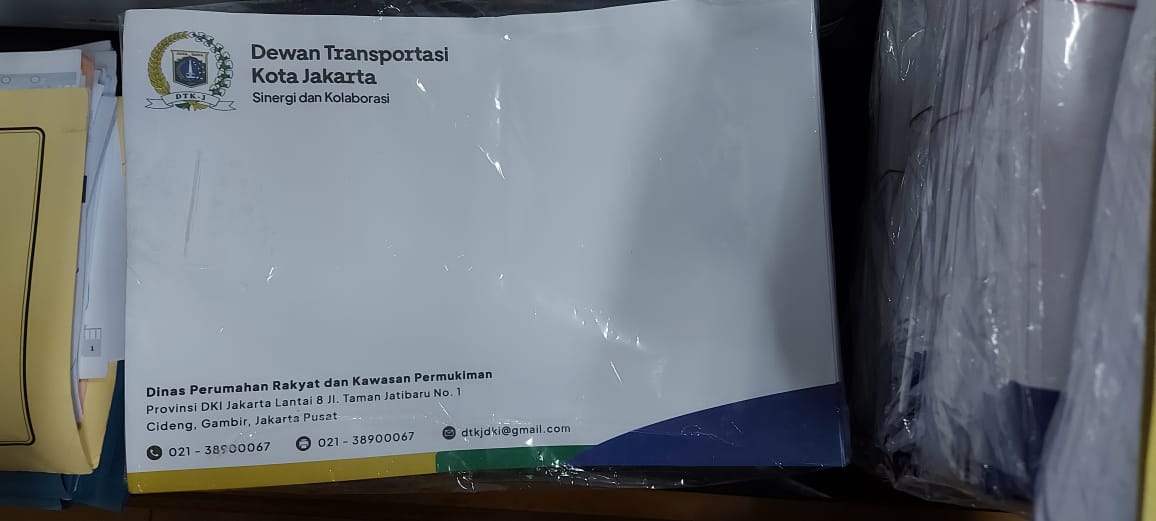 DTK-J
Dewan Transportasi
Kota Jakarta
Sinergi dan Kolaborasi
Dinas Perumahan Rakyat dan Kawasan Permukiman
Provinsi DKI Jakarta Lantai 8 Jl. Taman Jatibaru No. 1
Cideng, Gambir, Jakarta Pusat
021 - 38900067 021 - 38900067 dtkjdki@gmail.com
1